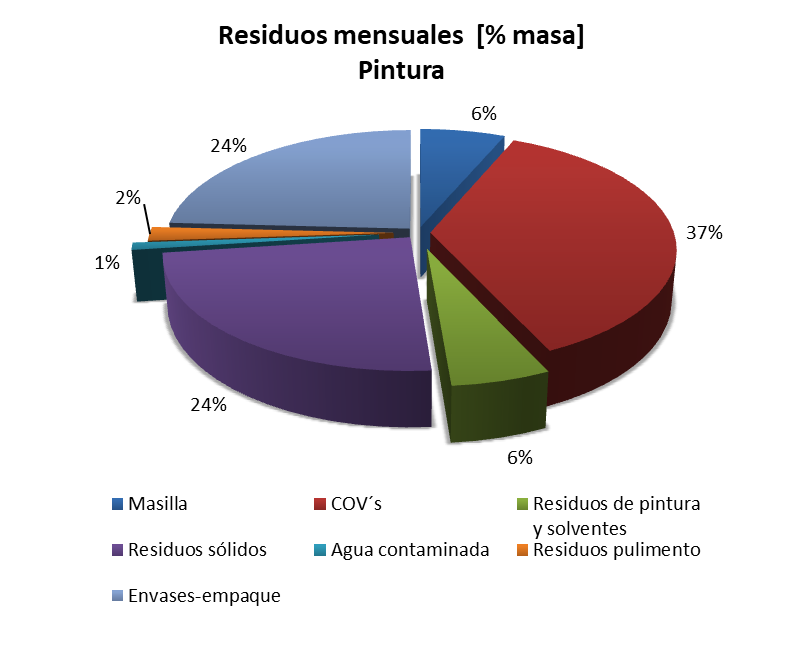 Residuos mensuales [% masa]
Pintura
6%
24%
2%
37%
1%
24%
6%
Masilla
COV´s
Residuos de pintura
y solventes
Residuos sólidos
Agua contaminada
Residuos pulimento
Envases-empaque